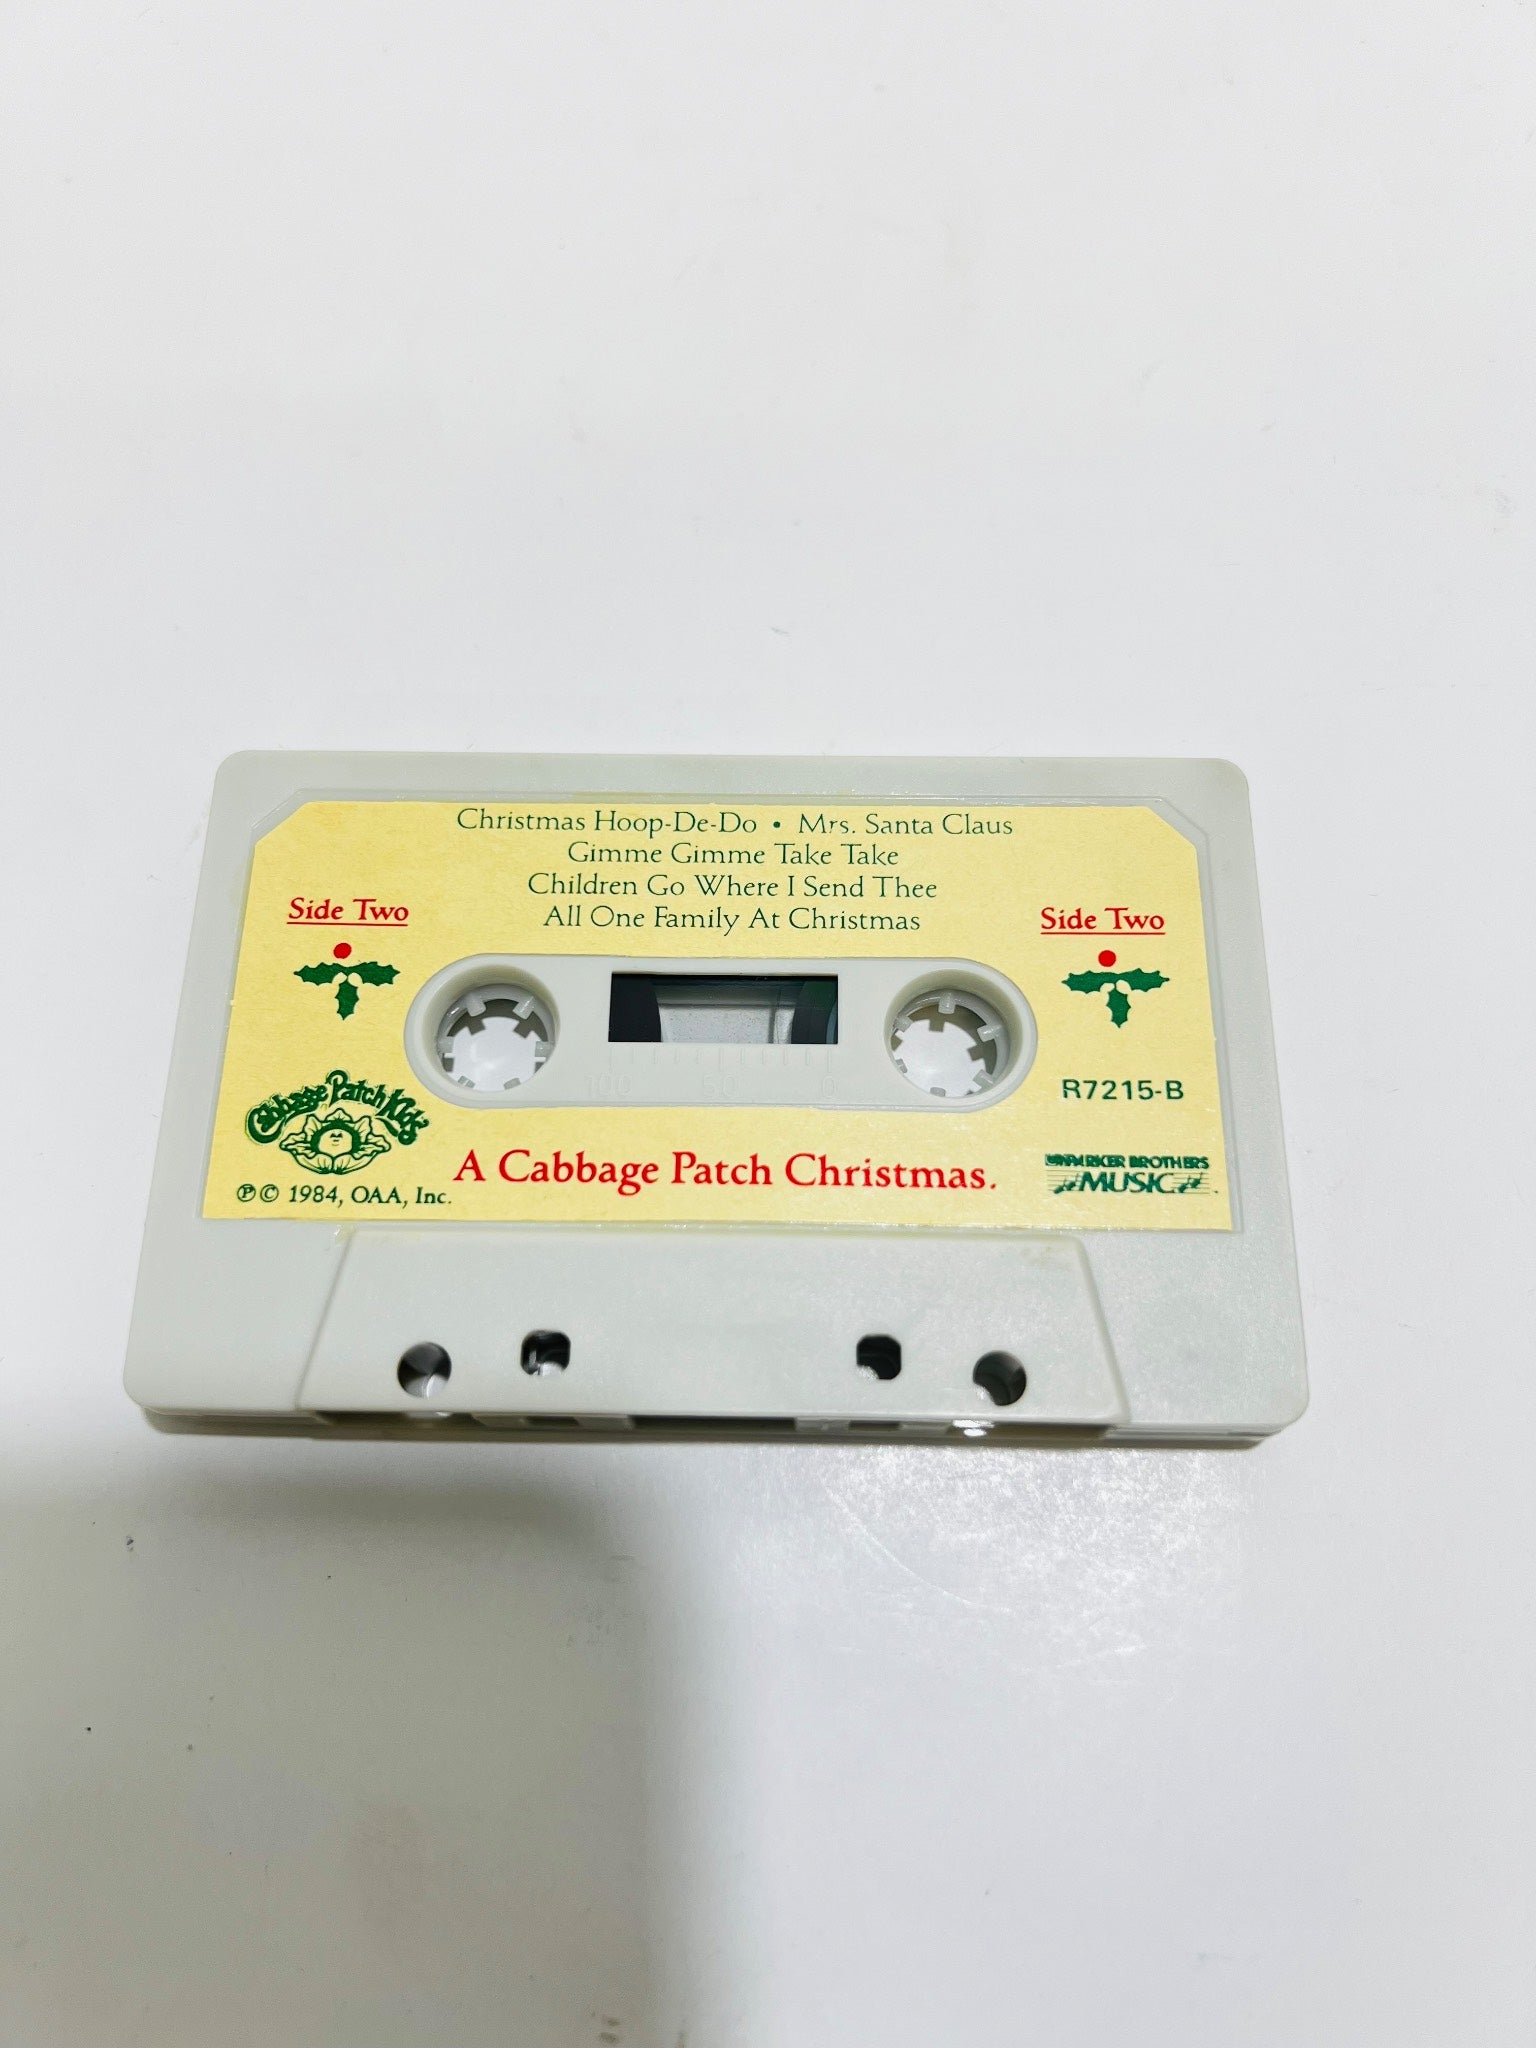 Christmas Hoop-De-Do • Mrs. Santa Claus
Gimme Gimme Take Take
Children Go Where I Send Thee
All One Family At Christmas
Side Two
Side Two
100 50 0
R7215-B
Cabbage Patch Kids
A Cabbage Patch Christmas.
PARKER BROTHERS
MUSIC
℗© 1984, OAA, Inc.